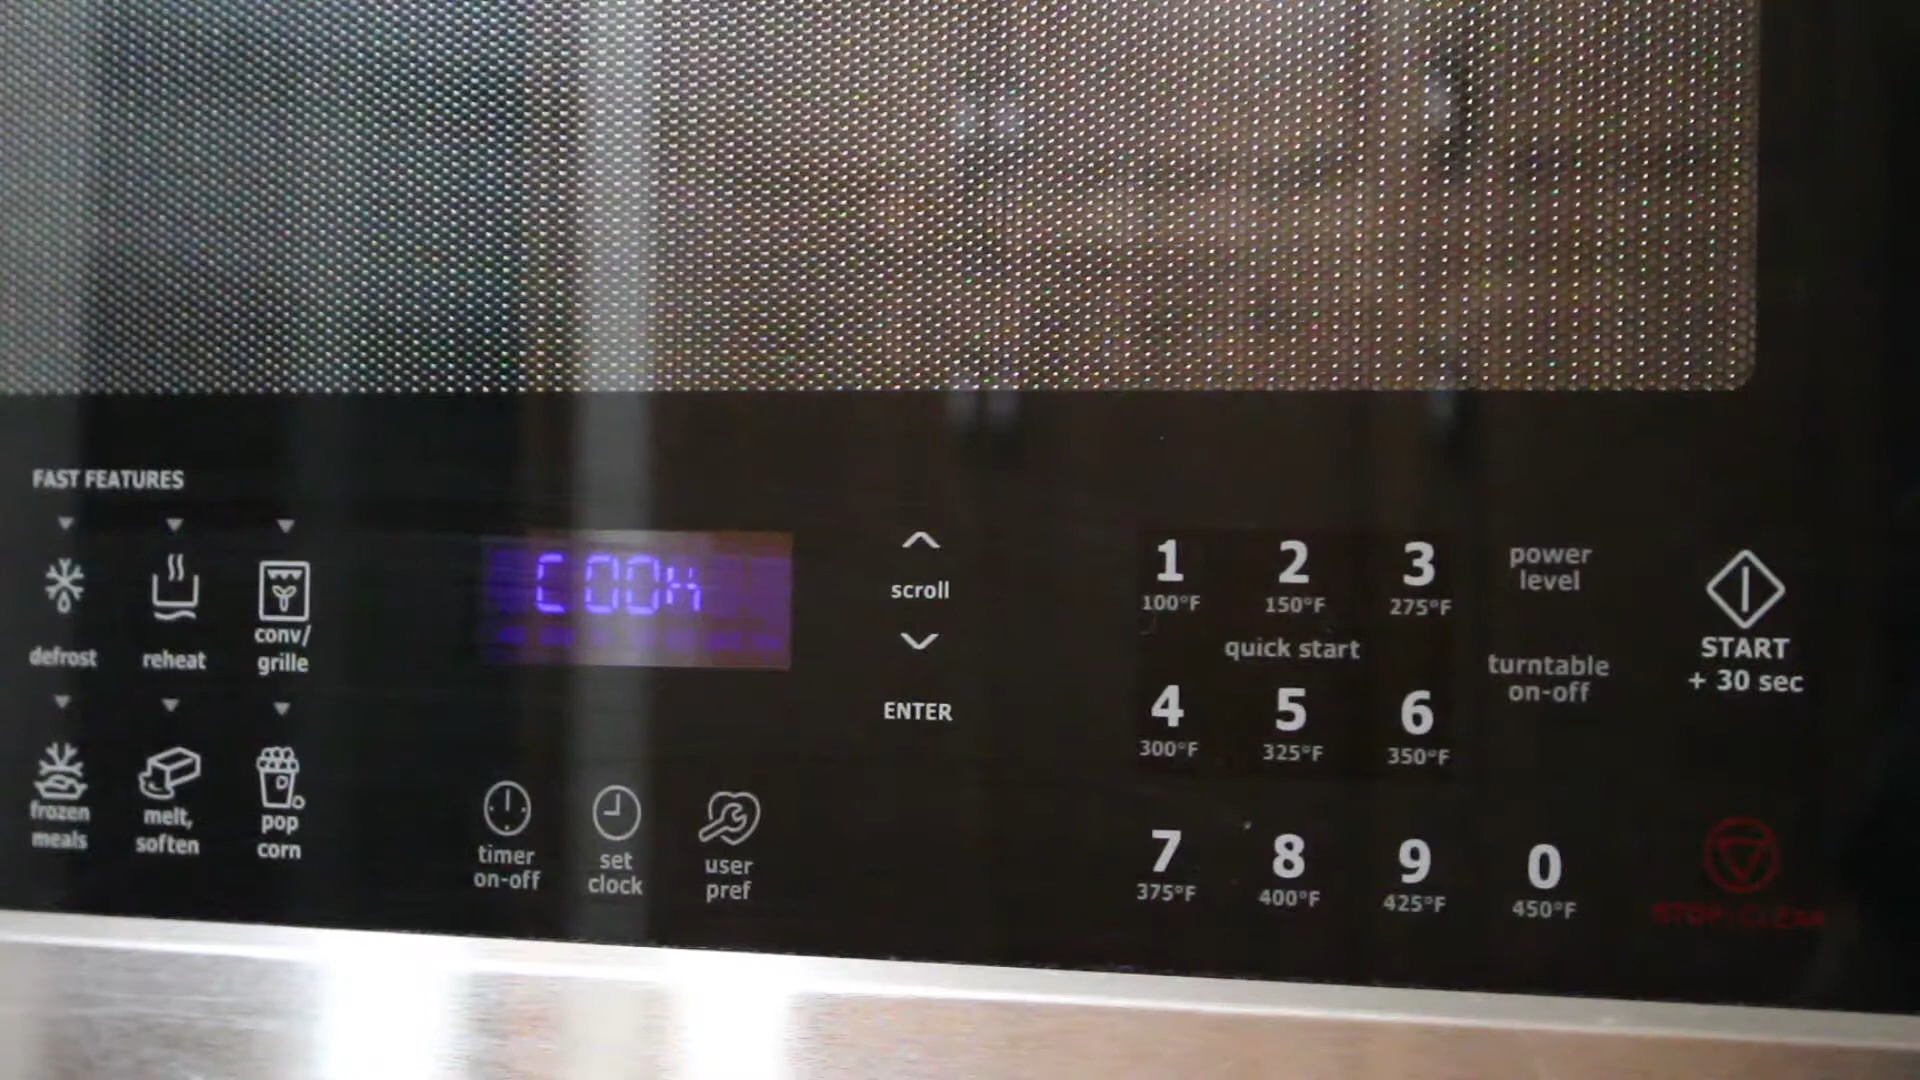 FAST FEATURES
defrost
reheat
conv/
grille
frozen
meals
melt,
soften
pop
corn
COOK
timer
on-off
set
clock
user
pref
scroll
ENTER
1
100°F
2
150°F
3
275°F
quick start
4
300°F
5
325°F
6
350°F
7
375°F
8
400°F
9
425°F
0
450°F
power
level
turntable
on-off
START
+ 30 sec
STOP/CLEAR